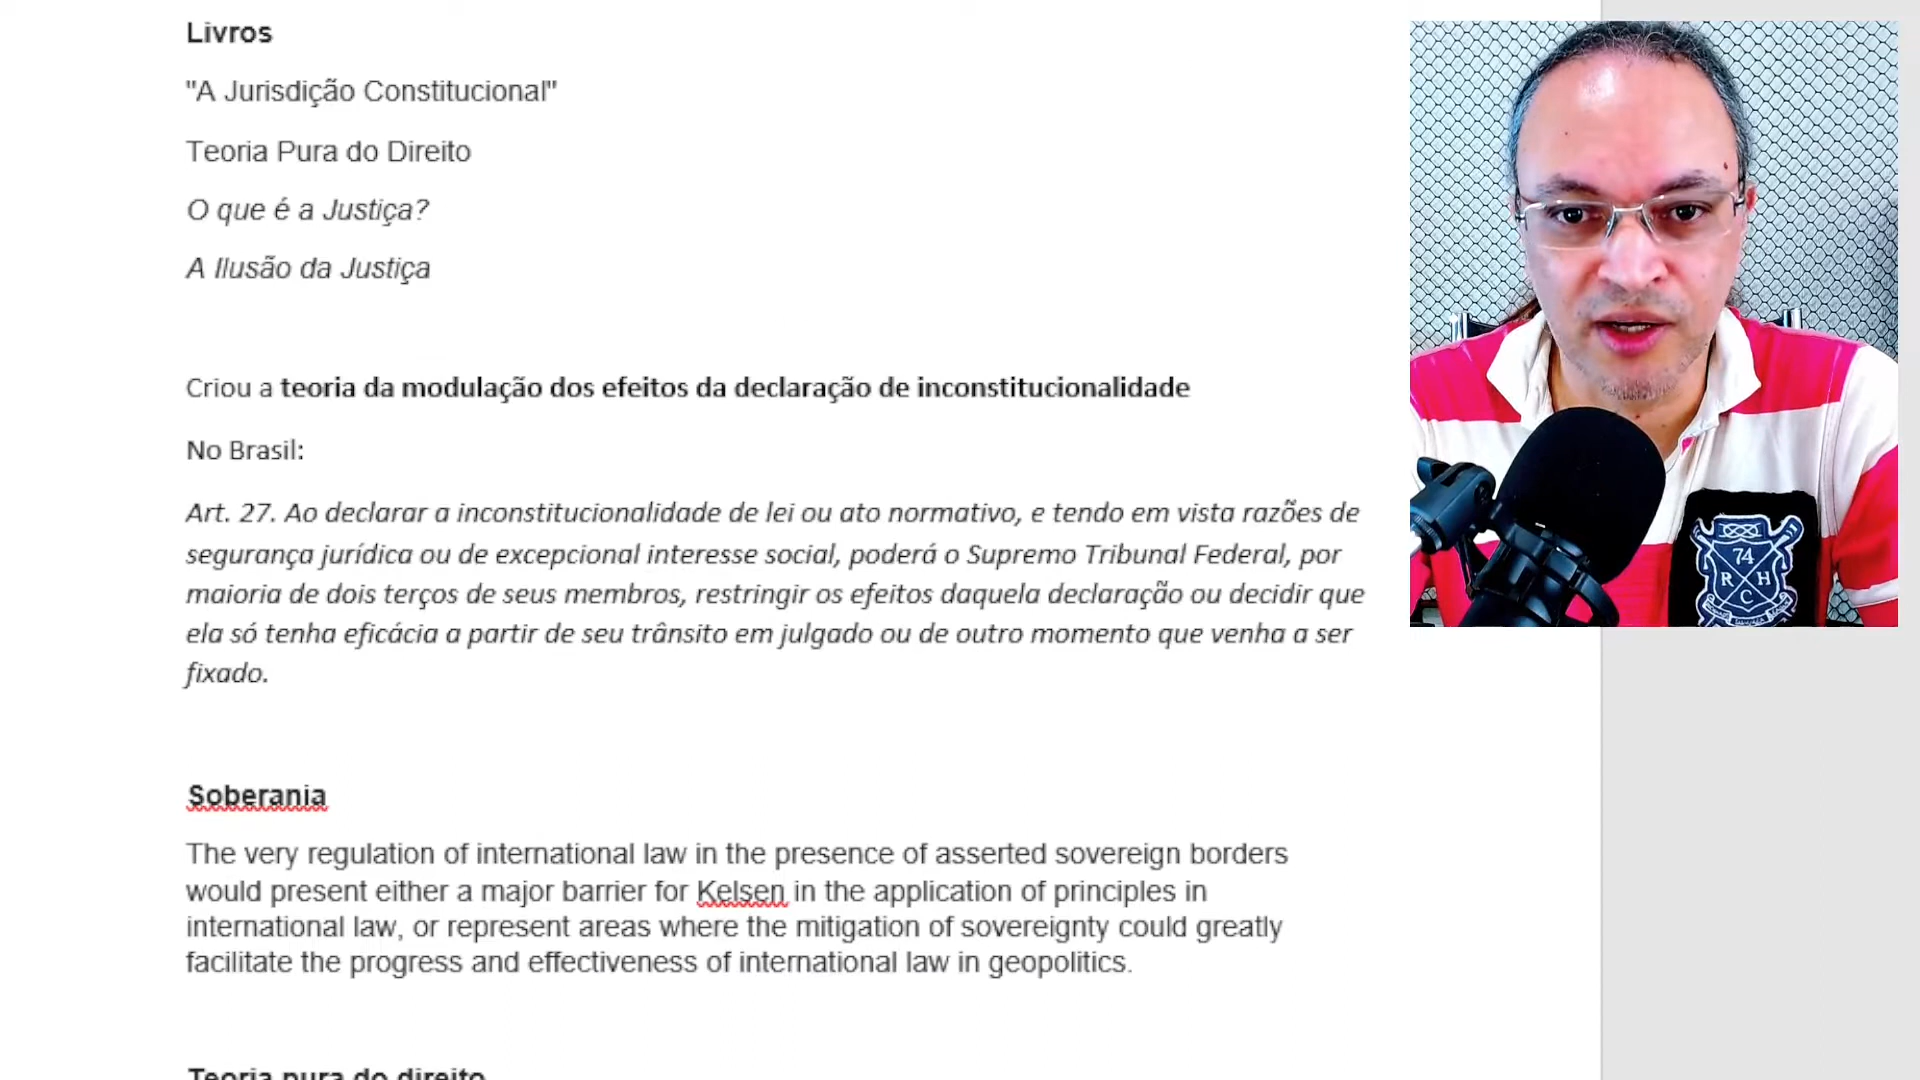 Livros
"A Jurisdição Constitucional"
Teoria Pura do Direito
O que é a Justiça?
A Ilusão da Justiça
Criou a teoria da modulação dos efeitos da declaração de inconstitucionalidade
No Brasil:
Art. 27. Ao declarar a inconstitucionalidade de lei ou ato normativo, e tendo em vista razões de
segurança jurídica ou de excepcional interesse social, poderá o Supremo Tribunal Federal, por
maioria de dois terços de seus membros, restringir os efeitos daquela declaração ou decidir que
ela só tenha eficácia a partir de seu trânsito em julgado ou de outro momento que venha a ser
fixado.
Soberania
The very regulation of international law in the presence of asserted sovereign borders
would present either a major barrier for Kelsen in the application of principles in
international law, or represent areas where the mitigation of sovereignty could greatly
facilitate the progress and effectiveness of international law in geopolitics.
Teoria pura do direito
74
R H
C